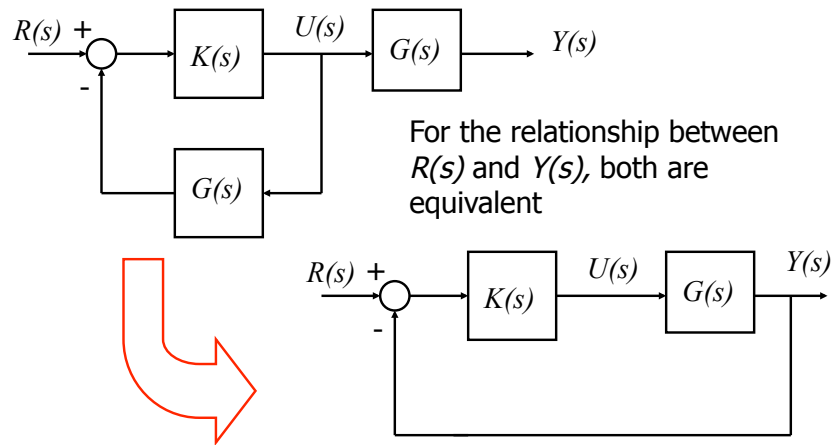 R(s) + K(s) U(s) G(s) Y(s)
-
G(s)
For the relationship between
R(s) and Y(s), both are
equivalent
R(s) + K(s) U(s) G(s) Y(s)
-